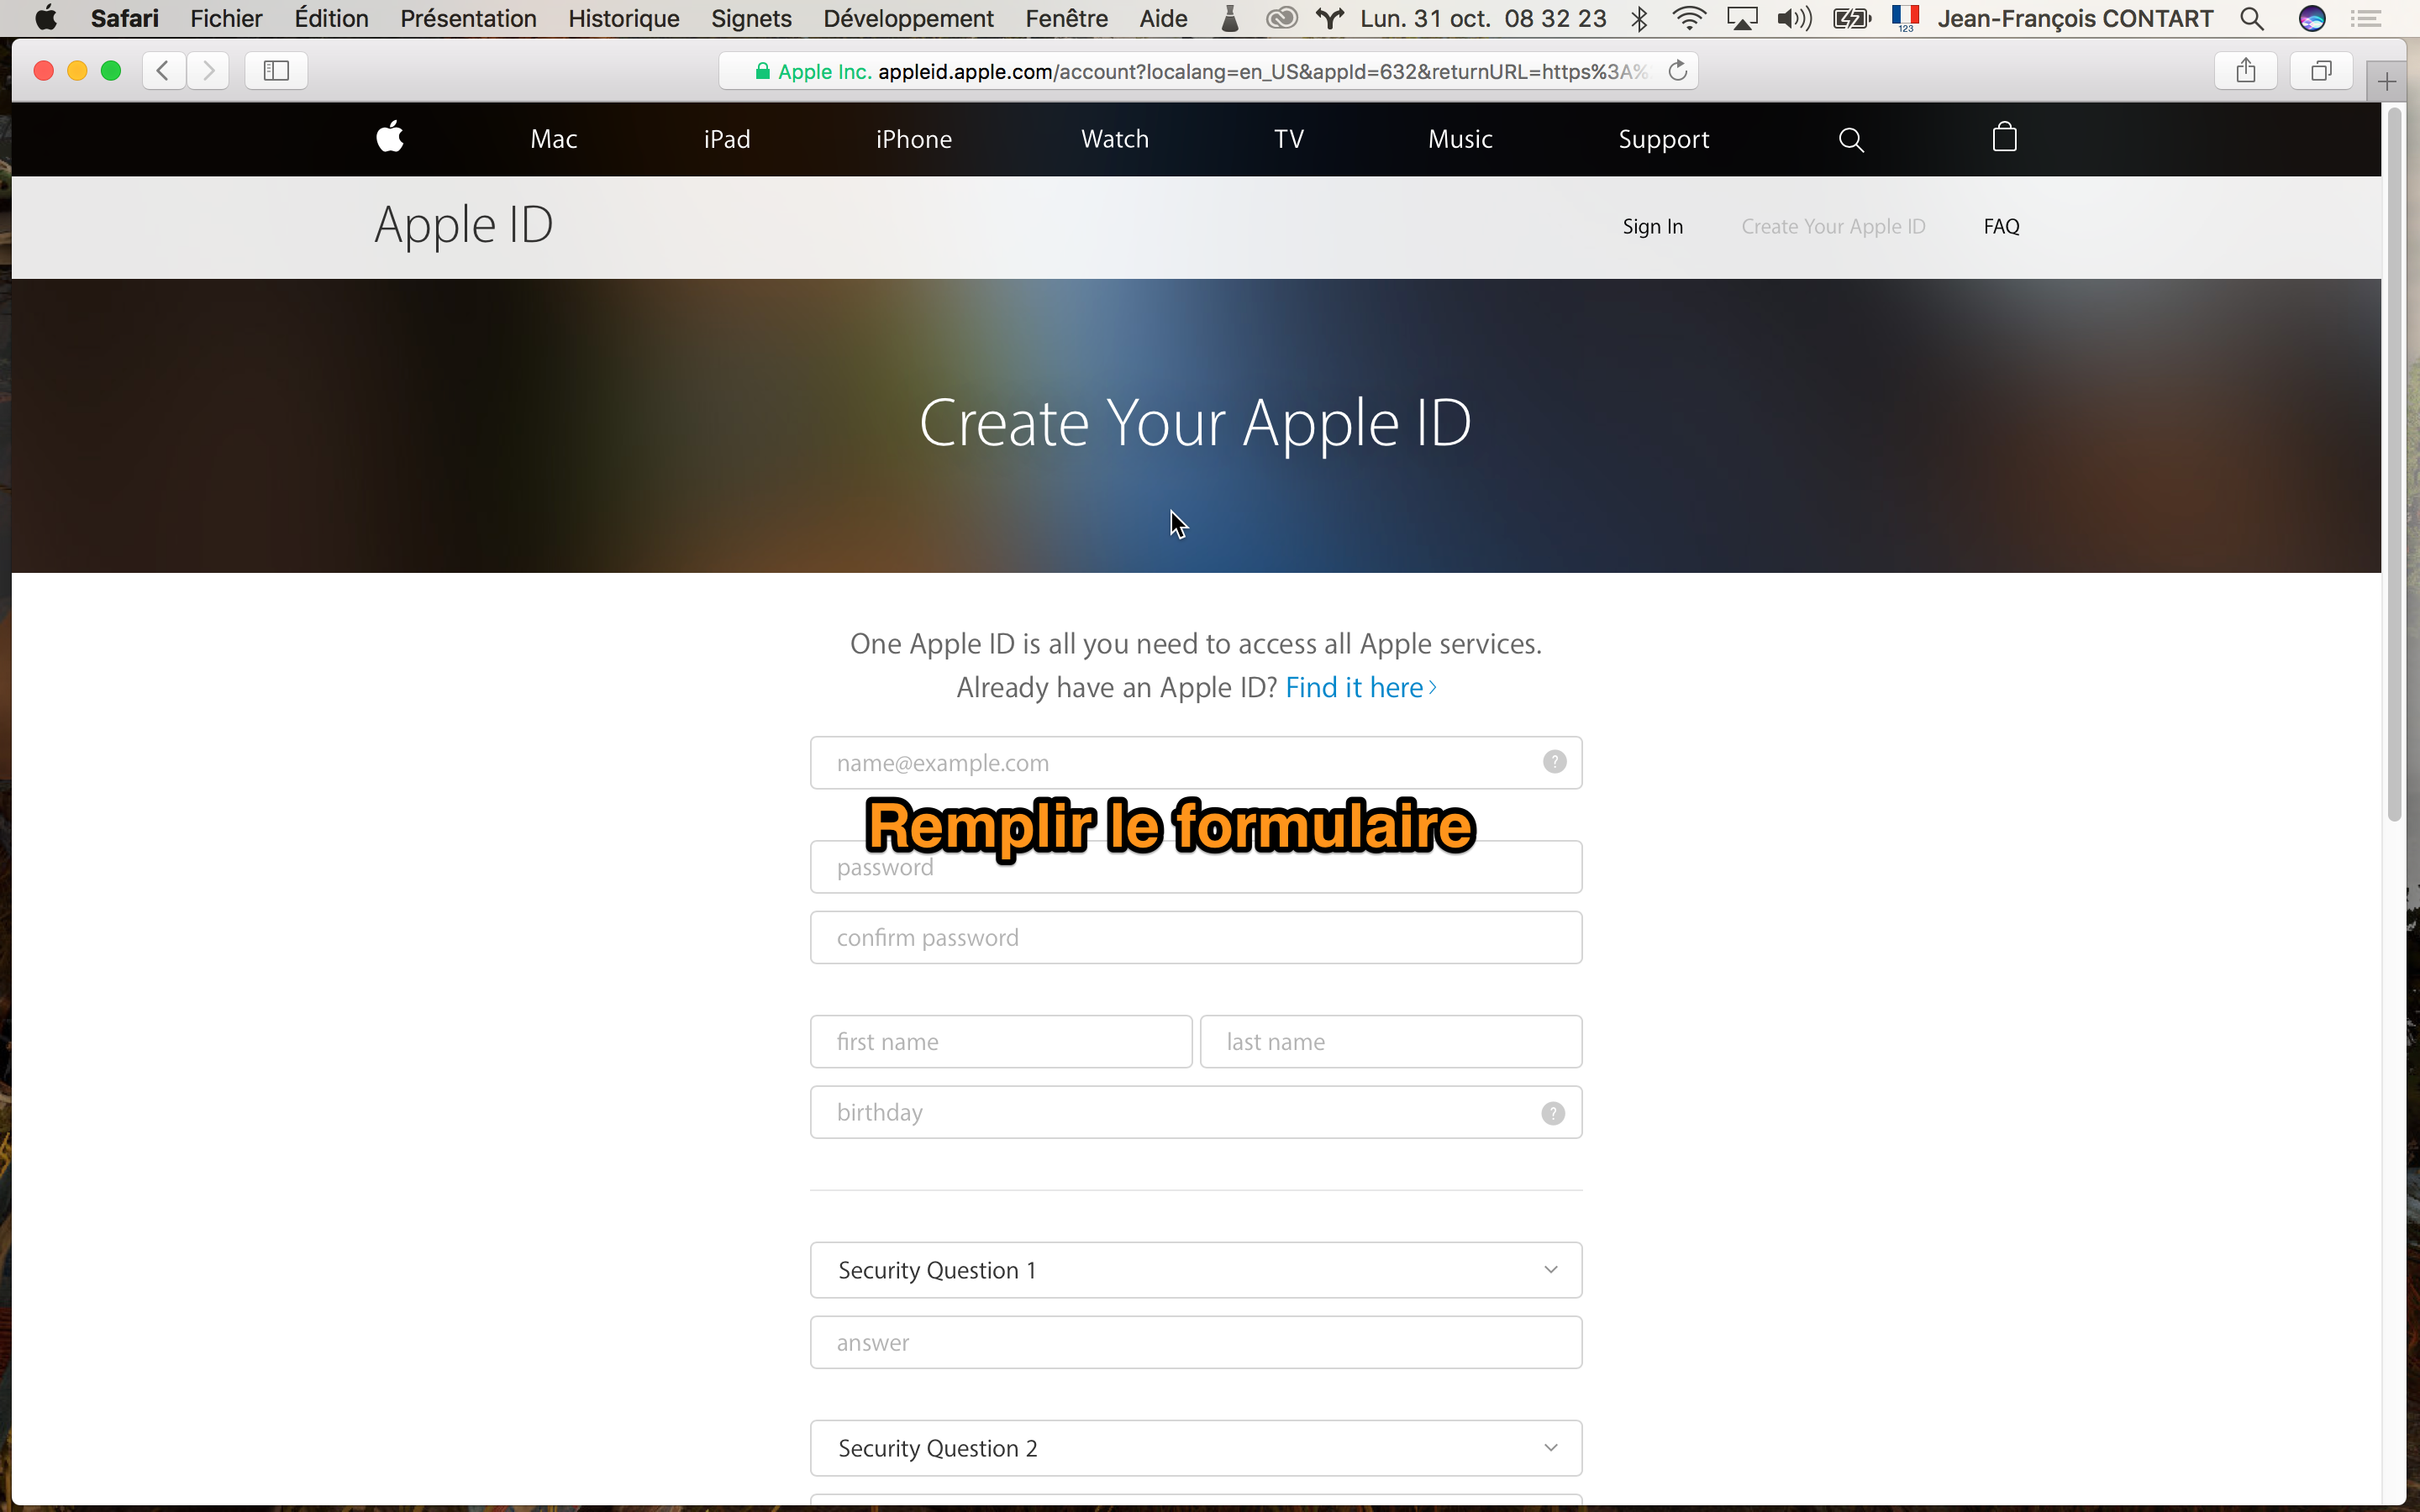 Safari Fichier Édition Présentation Historique Signets Développement Fenêtre Aide Lun. 31 oct. 08 32 23 123 Jean-François CONTART
Apple Inc. appleid.apple.com/account?localang=en_US&appId=632&returnURL=https%3A%
Mac iPad iPhone Watch TV Music Support
Apple ID Sign In Create Your Apple ID FAQ
Create Your Apple ID
One Apple ID is all you need to access all Apple services.
Already have an Apple ID? Find it here
name@example.com ?
Remplir le formulaire
password
confirm password
first name last name
birthday ?
Security Question 1
answer
Security Question 2